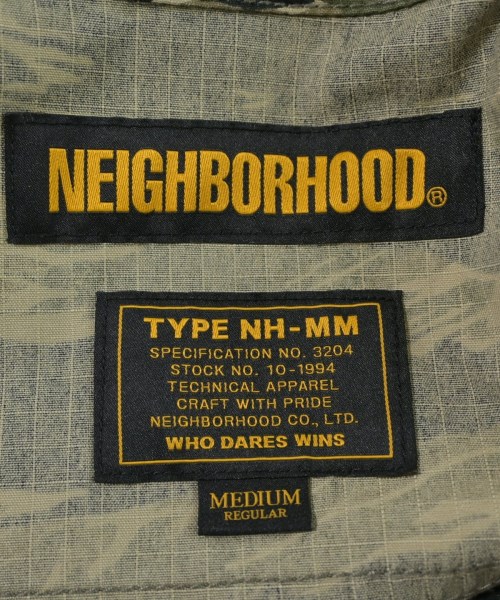 NEIGHBORHOOD®
TYPE NH-MM
SPECIFICATION NO. 3204
STOCK NO. 10-1994
TECHNICAL APPAREL
CRAFT WITH PRIDE
NEIGHBORHOOD CO., LTD.
WHO DARES WINS
MEDIUM
REGULAR